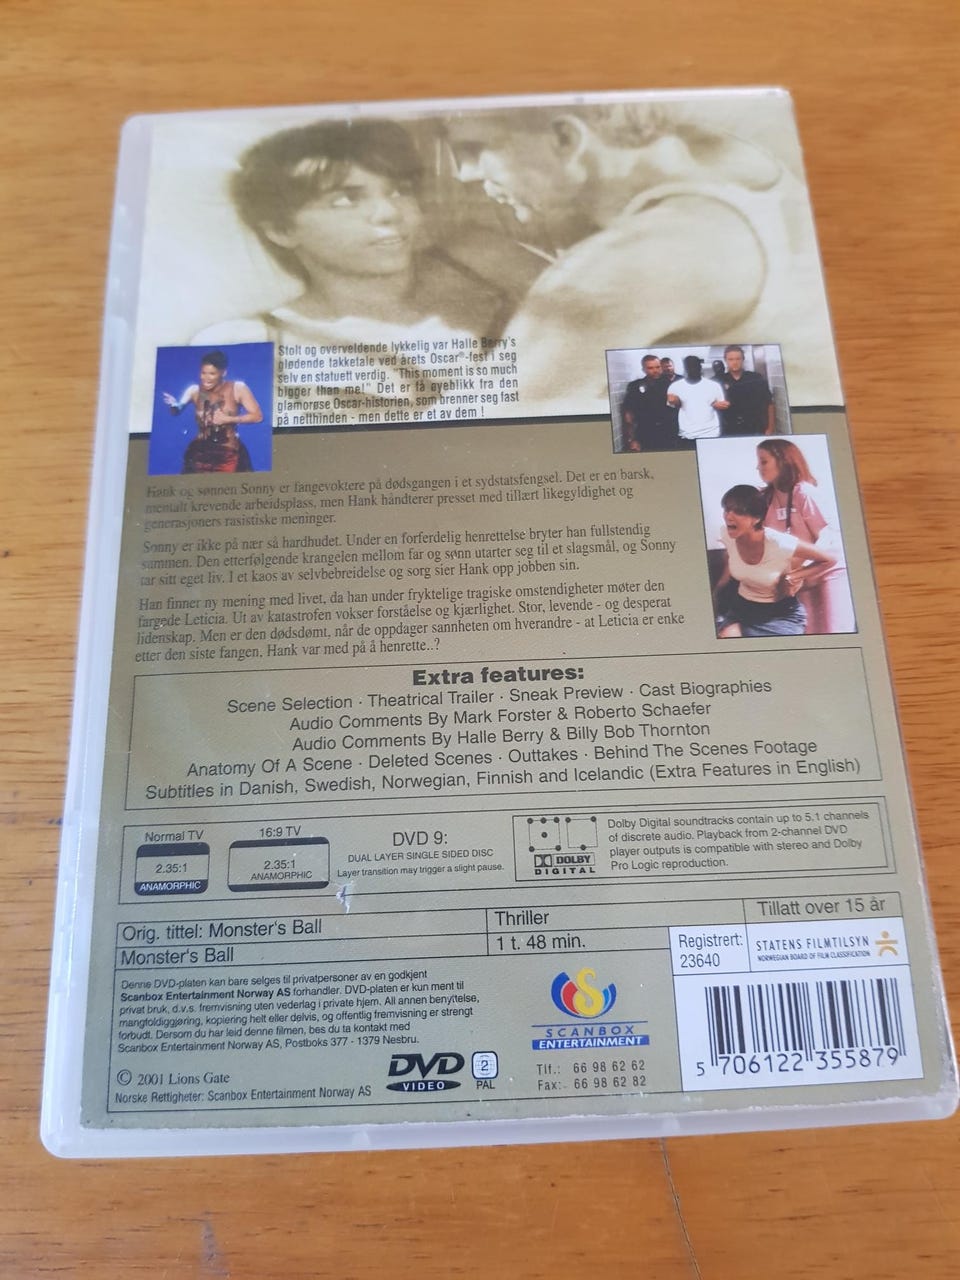 Stolt og overveldende lykkelig var Halle Berry's
glødende takketale ved årets Oscar®-fest i seg
selv en statuett verdig. "This moment is so much
bigger than me!" Det er få øyeblikk fra den
glamorøse Oscar-historien, som brenner seg fast
på netthinden - men dette er et av dem !
Hank og sønnen Sonny er fangevoktere på dødsgangen i et sydstatsfengsel. Det er en barsk,
mentalt krevende arbeidsplass, men Hank håndterer presset med tillært likegyldighet og
generasjoners rasistiske meninger.
Sonny er ikke på nær så hardhudet. Under en forferdelig henrettelse bryter han fullstendig
sammen. Den etterfølgende krangelen mellom far og sønn utarter seg til et slagsmål, og Sonny
tar sitt eget liv. I et kaos av selvbebreidelse og sorg sier Hank opp jobben sin.
Han finner ny mening med livet, da han under fryktelige tragiske omstendigheter møter den
fargede Leticia. Ut av katastrofen vokser forståelse og kjærlighet. Stor, levende - og desperat
lidenskap. Men er den dødsdømt, når de oppdager sannheten om hverandre - at Leticia er enke
etter den siste fangen, Hank var med på å henrette..?
Extra features:
Scene Selection · Theatrical Trailer · Sneak Preview · Cast Biographies
Audio Comments By Mark Forster & Roberto Schaefer
Audio Comments By Halle Berry & Billy Bob Thornton
Anatomy Of A Scene · Deleted Scenes · Outtakes · Behind The Scenes Footage
Subtitles in Danish, Swedish, Norwegian, Finnish and Icelandic (Extra Features in English)
Normal TV
2.35:1
ANAMORPHIC
16:9 TV
2.35:1
ANAMORPHIC
DVD 9:
DUAL LAYER SINGLE SIDED DISC
Layer transition may trigger a slight pause.
DOLBY
DIGITAL
Dolby Digital soundtracks contain up to 5.1 channels
of discrete audio. Playback from 2-channel DVD
player outputs is compatible with stereo and Dolby
Pro Logic reproduction.
Orig. tittel: Monster's Ball
Monster's Ball
Thriller
1 t. 48 min.
Tillatt over 15 år
Registrert:
23640
STATENS FILMTILSYN
NORWEGIAN BOARD OF FILM CLASSIFICATION
Denne DVD-platen kan bare selges til privatpersoner av en godkjent
Scanbox Entertainment Norway AS forhandler. DVD-platen er kun ment til
privat bruk, d.v.s. fremvisning uten vederlag i private hjem. All annen benyttelse,
mangfoldiggjøring, kopiering helt eller delvis, og offentlig fremvisning er strengt
forbudt. Dersom du har leid denne filmen, bes du ta kontakt med
Scanbox Entertainment Norway AS, Postboks 377 - 1379 Nesbru.
© 2001 Lions Gate
Norske Rettigheter: Scanbox Entertainment Norway AS
DVD
VIDEO
2
PAL
S
SCANBOX
ENTERTAINMENT
Tlf.: 66 98 62 62
Fax: 66 98 62 82
5 706122 355879